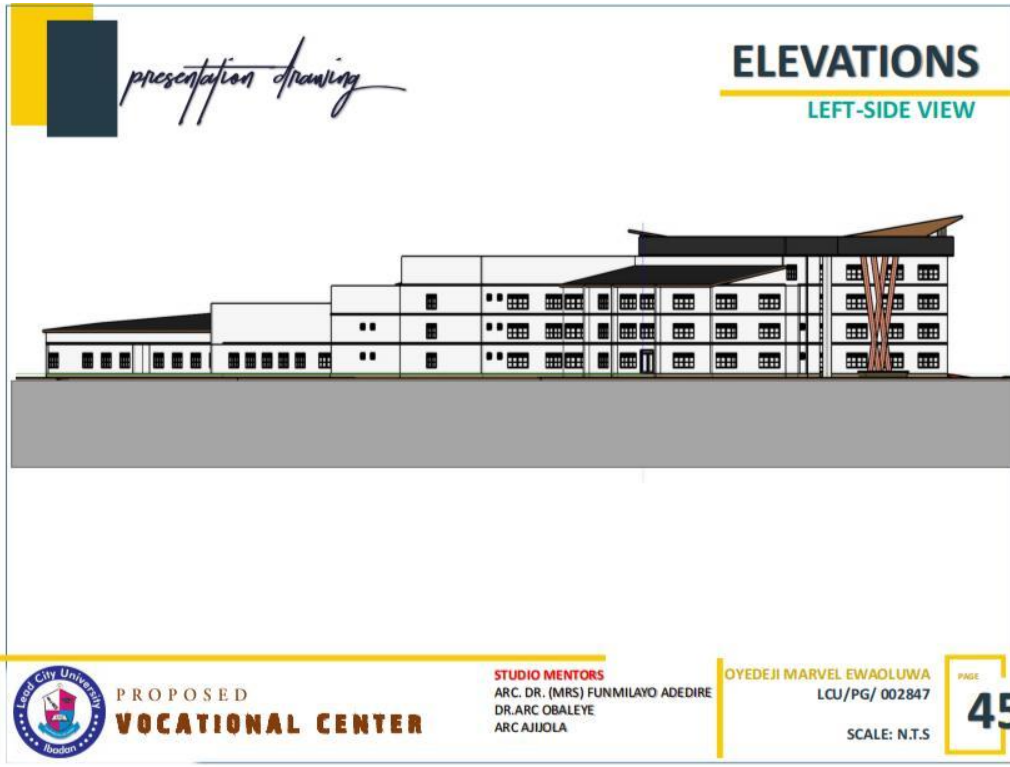 presentation drawing
ELEVATIONS
LEFT-SIDE VIEW
Lead City University
Ibadan
PROPOSED
VOCATIONAL CENTER
STUDIO MENTORS
ARC. DR. (MRS) FUNMILAYO ADEDIRE
DR.ARC OBALEYE
ARC AJIJOLA
OYEDEJI MARVEL EWAOLUWA
LCU/PG/ 002847
SCALE: N.T.S
PAGE
45